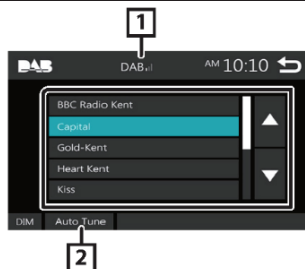 1
DAB DAB AM 10:10
BBC Radio Kent
Capital
Gold-Kent
Heart Kent
Kiss
DIM Auto Tune
2